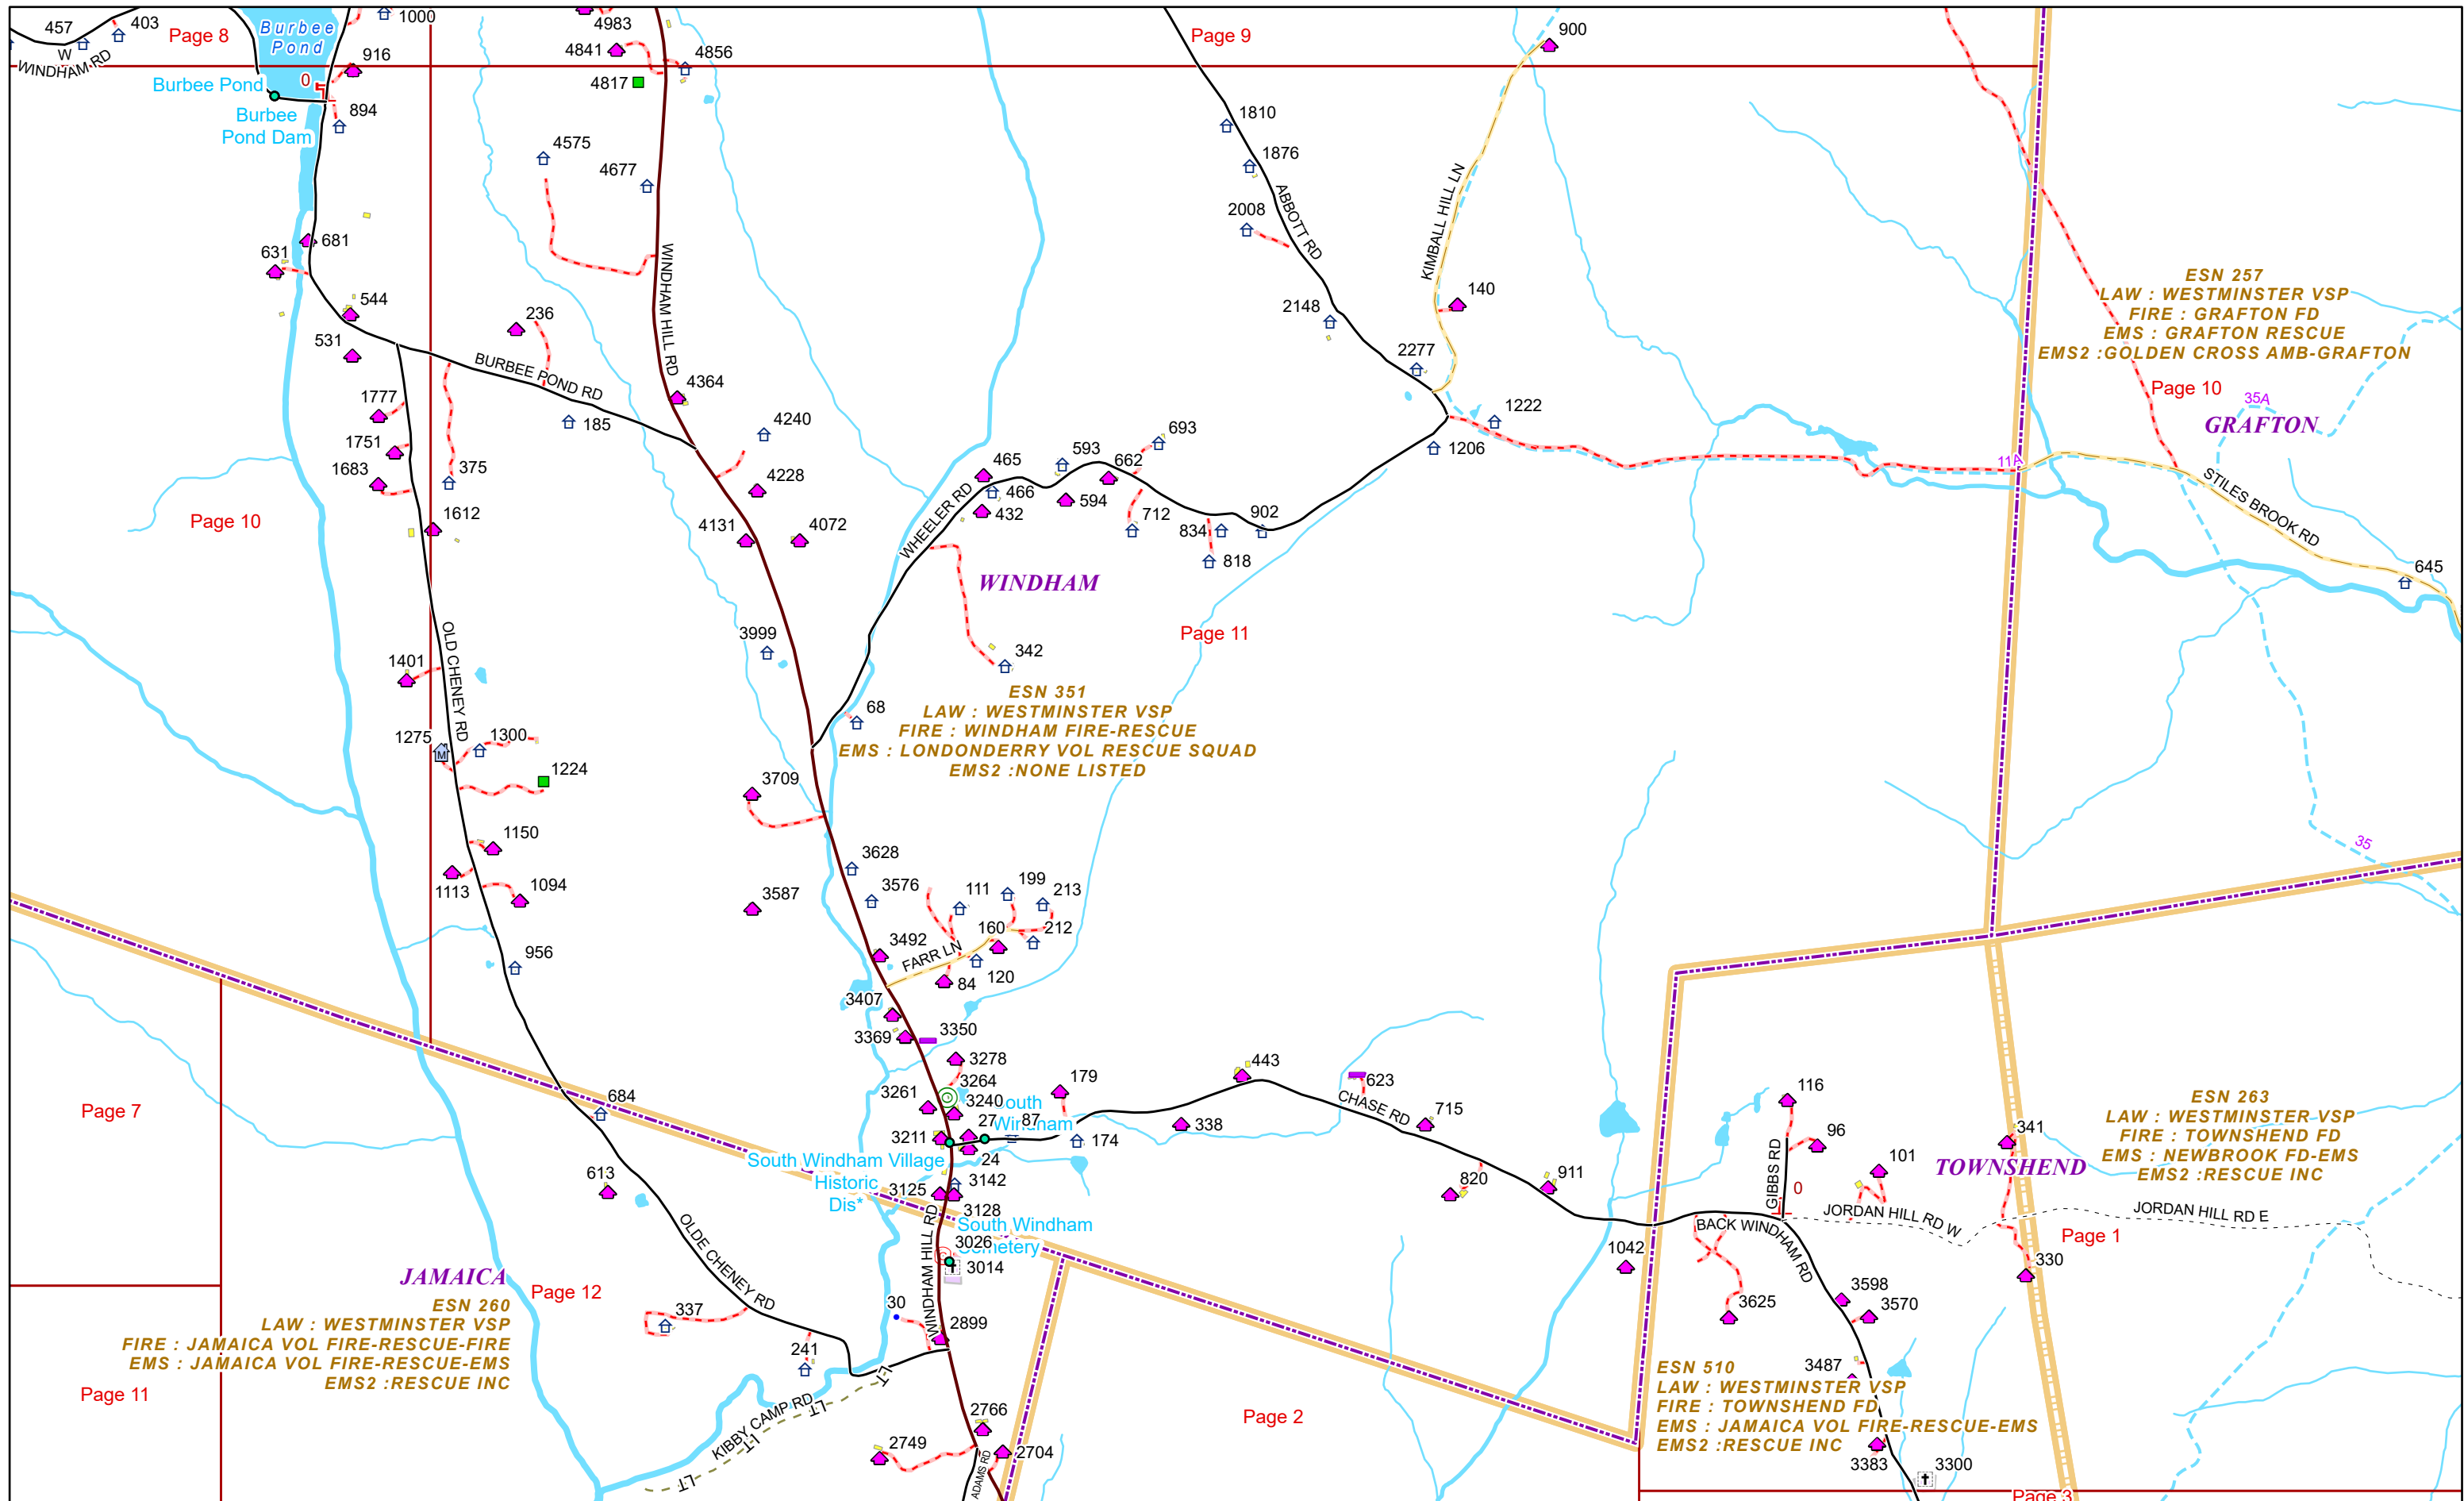 457
403
W
WINDHAM RD
Page 8
Burbee
Pond
1000
916
0
Burbee Pond
894
Burbee
Pond Dam
4983
4841
4856
4817
4575
4677
Page 9
1810
1876
ABBOTT RD
2008
2148
KIMBALL HILL LN
900
140
2277
1222
1206
681
631
544
531
236
WINDHAM HILL RD
BURBEE POND RD
4364
185
4240
1777
1751
1683
375
4228
4131
4072
1612
Page 10
465
593
693
662
466
432
594
712
834
902
818
WHEELER RD
WINDHAM
Page 11
342
68
3999
ESN 257
LAW : WESTMINSTER VSP
FIRE : GRAFTON FD
EMS : GRAFTON RESCUE
EMS2 :GOLDEN CROSS AMB-GRAFTON
Page 10
35A
GRAFTON
11A
STILES BROOK RD
645
35
1401
OLD CHENEY RD
1275
M
1300
1224
1150
1113
1094
956
ESN 351
LAW : WESTMINSTER VSP
FIRE : WINDHAM FIRE-RESCUE
EMS : LONDONDERRY VOL RESCUE SQUAD
EMS2 :NONE LISTED
3709
3628
3576
3587
111
199
213
160
212
3492
FARR LN
84
120
3407
3369
3350
3278
3264
3261
3240
179
South
Windham
27
87
3211
24
174
South Windham Village
Historic
Dis*
3142
3125
3128
South Windham
Cemetery
3026
3014
443
623
CHASE RD
338
715
820
911
1042
116
96
101
GIBBS RD
0
341
330
JORDAN HILL RD W
JORDAN HILL RD E
BACK WINDHAM RD
TOWNSHEND
Page 1
ESN 263
LAW : WESTMINSTER VSP
FIRE : TOWNSHEND FD
EMS : NEWBROOK FD-EMS
EMS2 :RESCUE INC
3598
3570
3625
3487
ESN 510
LAW : WESTMINSTER VSP
FIRE : TOWNSHEND FD
EMS : JAMAICA VOL FIRE-RESCUE-EMS
EMS2 :RESCUE INC
3383
3300
Page 3
Page 2
Page 7
684
613
OLDE CHENEY RD
JAMAICA
Page 12
ESN 260
LAW : WESTMINSTER VSP
FIRE : JAMAICA VOL FIRE-RESCUE-FIRE
EMS : JAMAICA VOL FIRE-RESCUE-EMS
EMS2 :RESCUE INC
Page 11
337
241
30
WINDHAM HILL RD
2899
KIBBY CAMP RD
LT
LT
LT
LT
2766
2749
2704
ADAMS RD